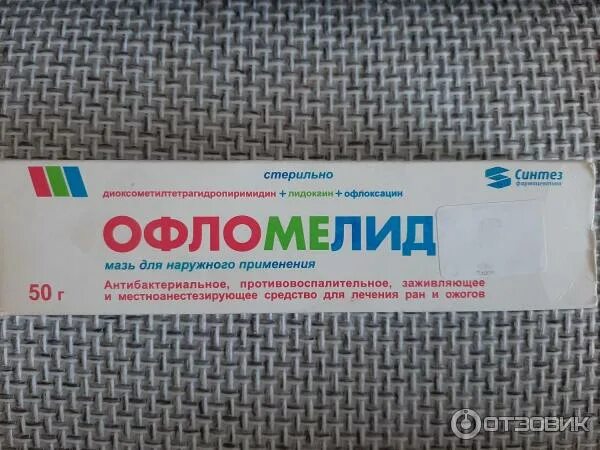 стерильно
диоксометилтетрагидропиримидин + лидокаин + офлоксацин
Синтез
фармацевтика
ОФЛОМЕЛИД
мазь для наружного применения
50 г
Антибактериальное, противовоспалительное, заживляющее
и местноанестезирующее средство для лечения ран и ожогов
ОТЗОВИК